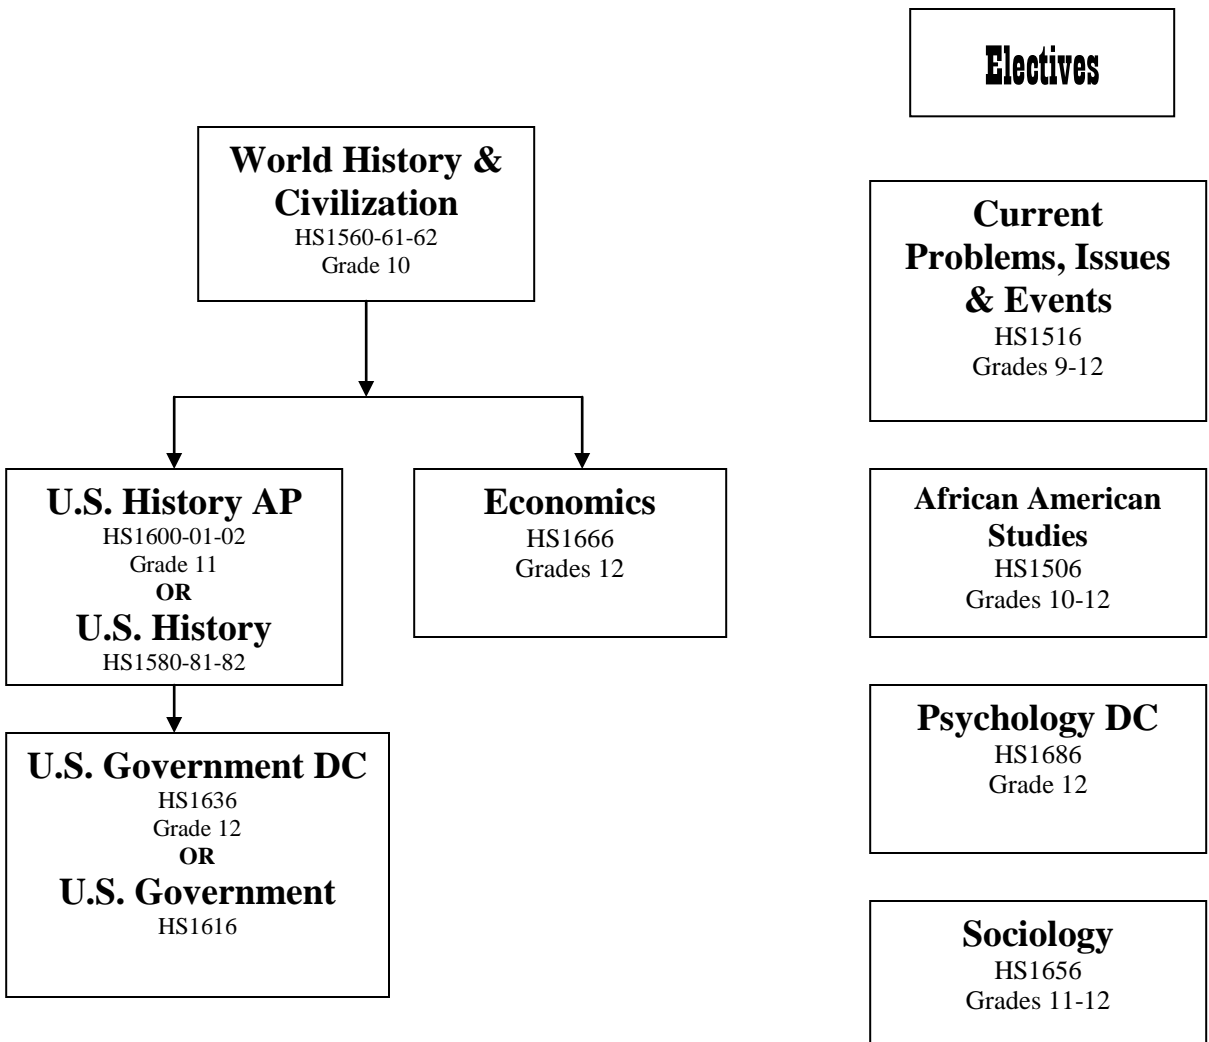 Electives
World History &
Civilization
HS1560-61-62
Grade 10
U.S. History AP
HS1600-01-02
Grade 11
OR
U.S. History
HS1580-81-82
Economics
HS1666
Grades 12
U.S. Government DC
HS1636
Grade 12
OR
U.S. Government
HS1616
Current
Problems, Issues
& Events
HS1516
Grades 9-12
African American
Studies
HS1506
Grades 10-12
Psychology DC
HS1686
Grade 12
Sociology
HS1656
Grades 11-12